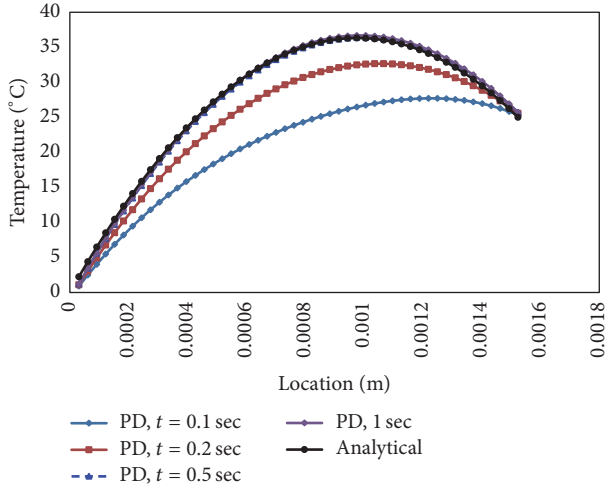 40
35
30
25
20
15
10
5
0
Temperature (°C)
0
0.0002
0.0004
0.0006
0.0008
0.001
0.0012
0.0014
0.0016
0.0018
Location (m)
PD, t = 0.1 sec
PD, t = 0.2 sec
PD, t = 0.5 sec
PD, 1 sec
Analytical